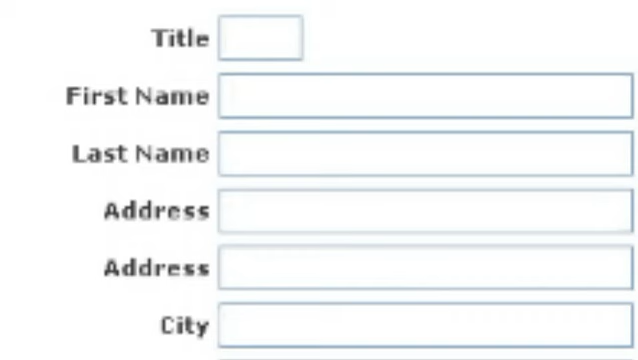 Title
First Name
Last Name
Address
Address
City